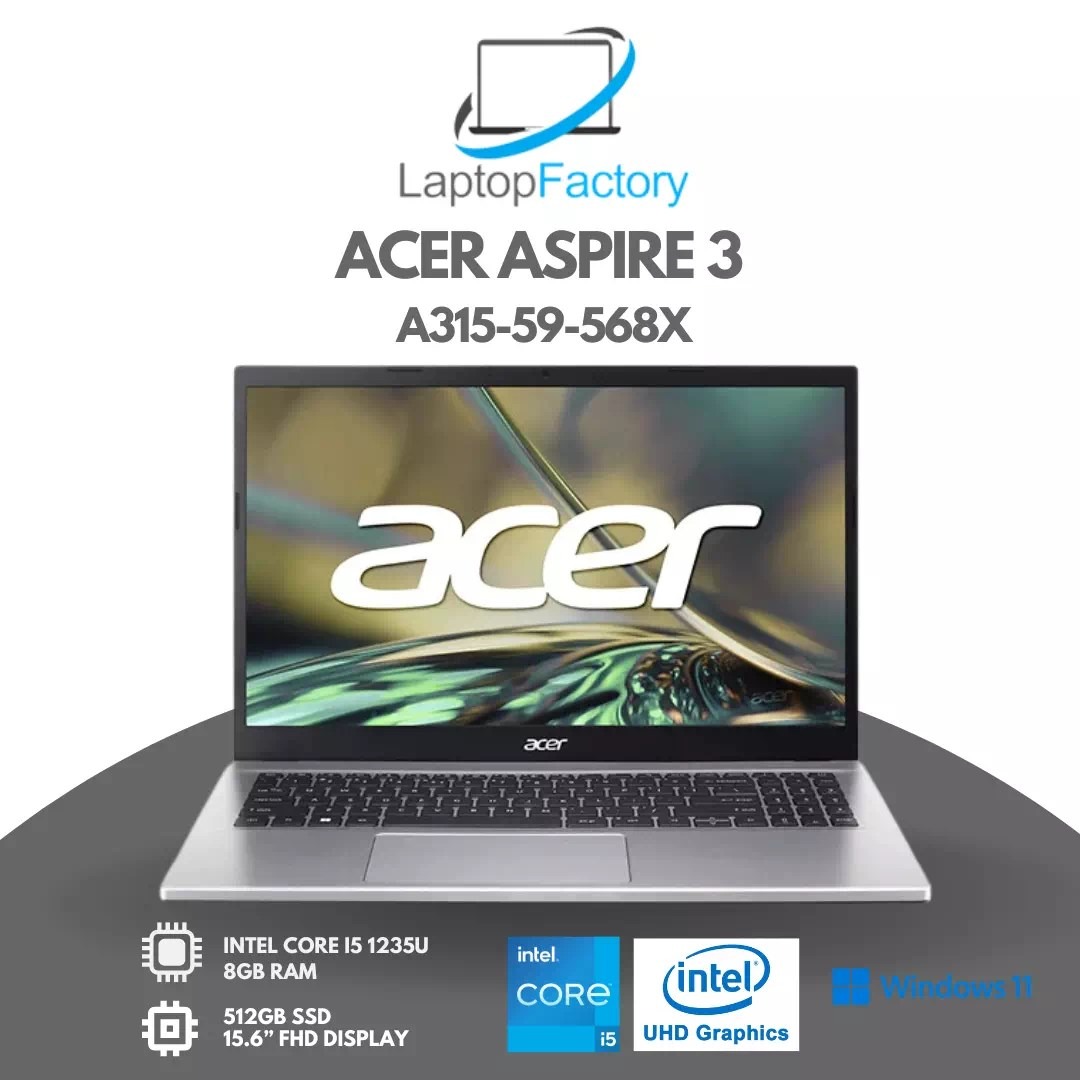 LaptopFactory
ACER ASPIRE 3
A315-59-568X
acer
acer
acer
INTEL CORE I5 1235U
8GB RAM
512GB SSD
15.6” FHD DISPLAY
intel.
CORE
i5
intel
UHD Graphics
Windows 11